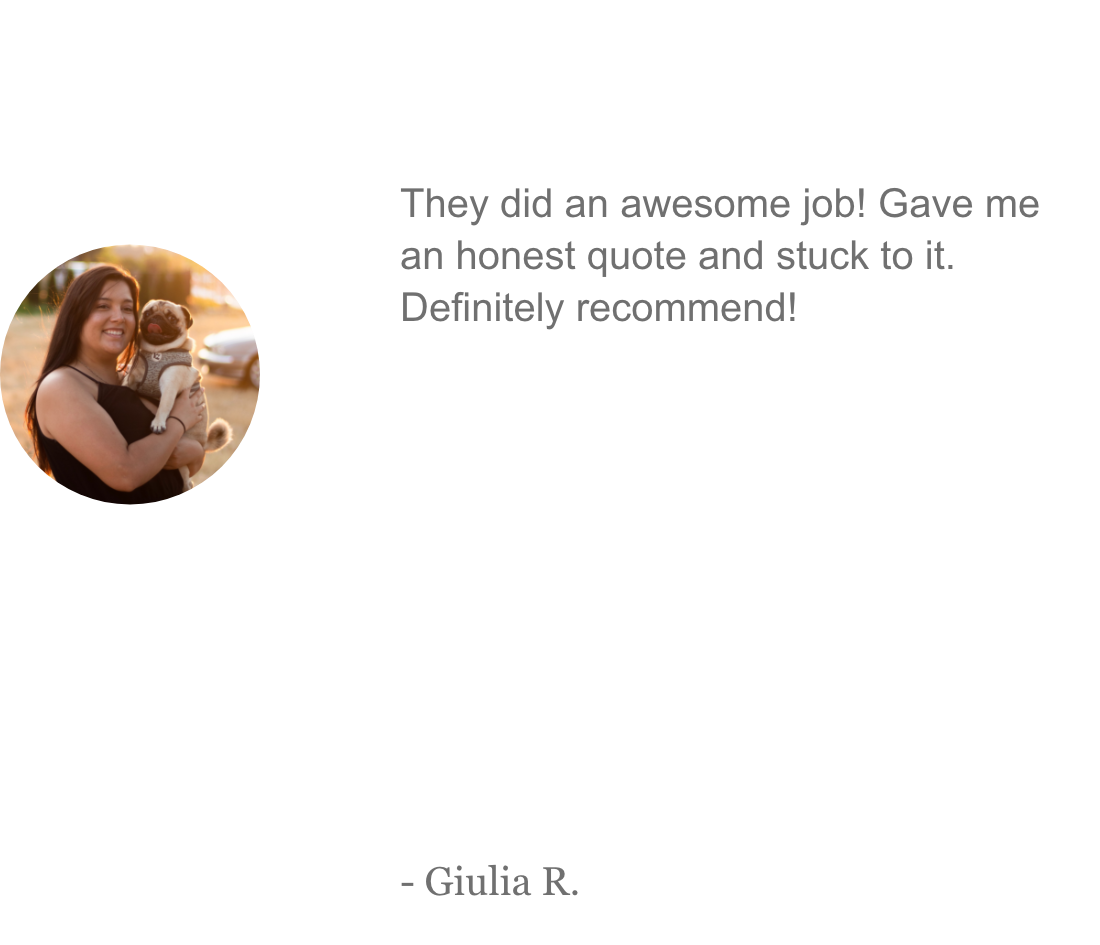 They did an awesome job! Gave me
an honest quote and stuck to it.
Definitely recommend!
- Giulia R.